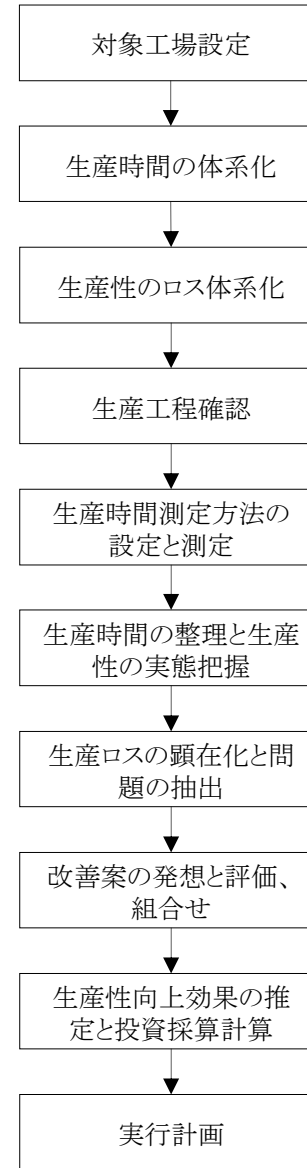 対象工場設定
生産時間の体系化
生産性のロス体系化
生産工程確認
生産時間測定方法の
設定と測定
生産時間の整理と生産
性の実態把握
生産ロスの顕在化と問
題の抽出
改善案の発想と評価、
組合せ
生産性向上効果の推
定と投資採算計算
実行計画